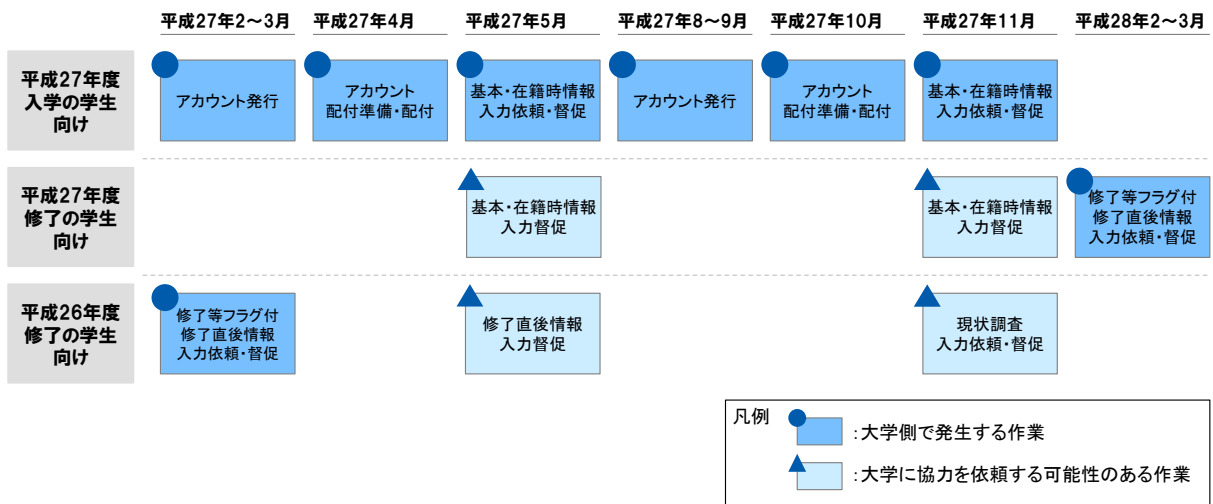 平成27年2～3月
平成27年4月
平成27年5月
平成27年8～9月
平成27年10月
平成27年11月
平成28年2～3月
平成27年度
入学の学生
向け
アカウント発行
アカウント
配付準備・配付
基本・在籍時情報
入力依頼・督促
アカウント発行
アカウント
配付準備・配付
基本・在籍時情報
入力依頼・督促
平成27年度
修了の学生
向け
基本・在籍時情報
入力督促
基本・在籍時情報
入力督促
修了等フラグ付
修了直後情報
入力依頼・督促
平成26年度
修了の学生
向け
修了等フラグ付
修了直後情報
入力依頼・督促
修了直後情報
入力督促
現状調査
入力依頼・督促
凡例
：大学側で発生する作業
：大学に協力を依頼する可能性のある作業